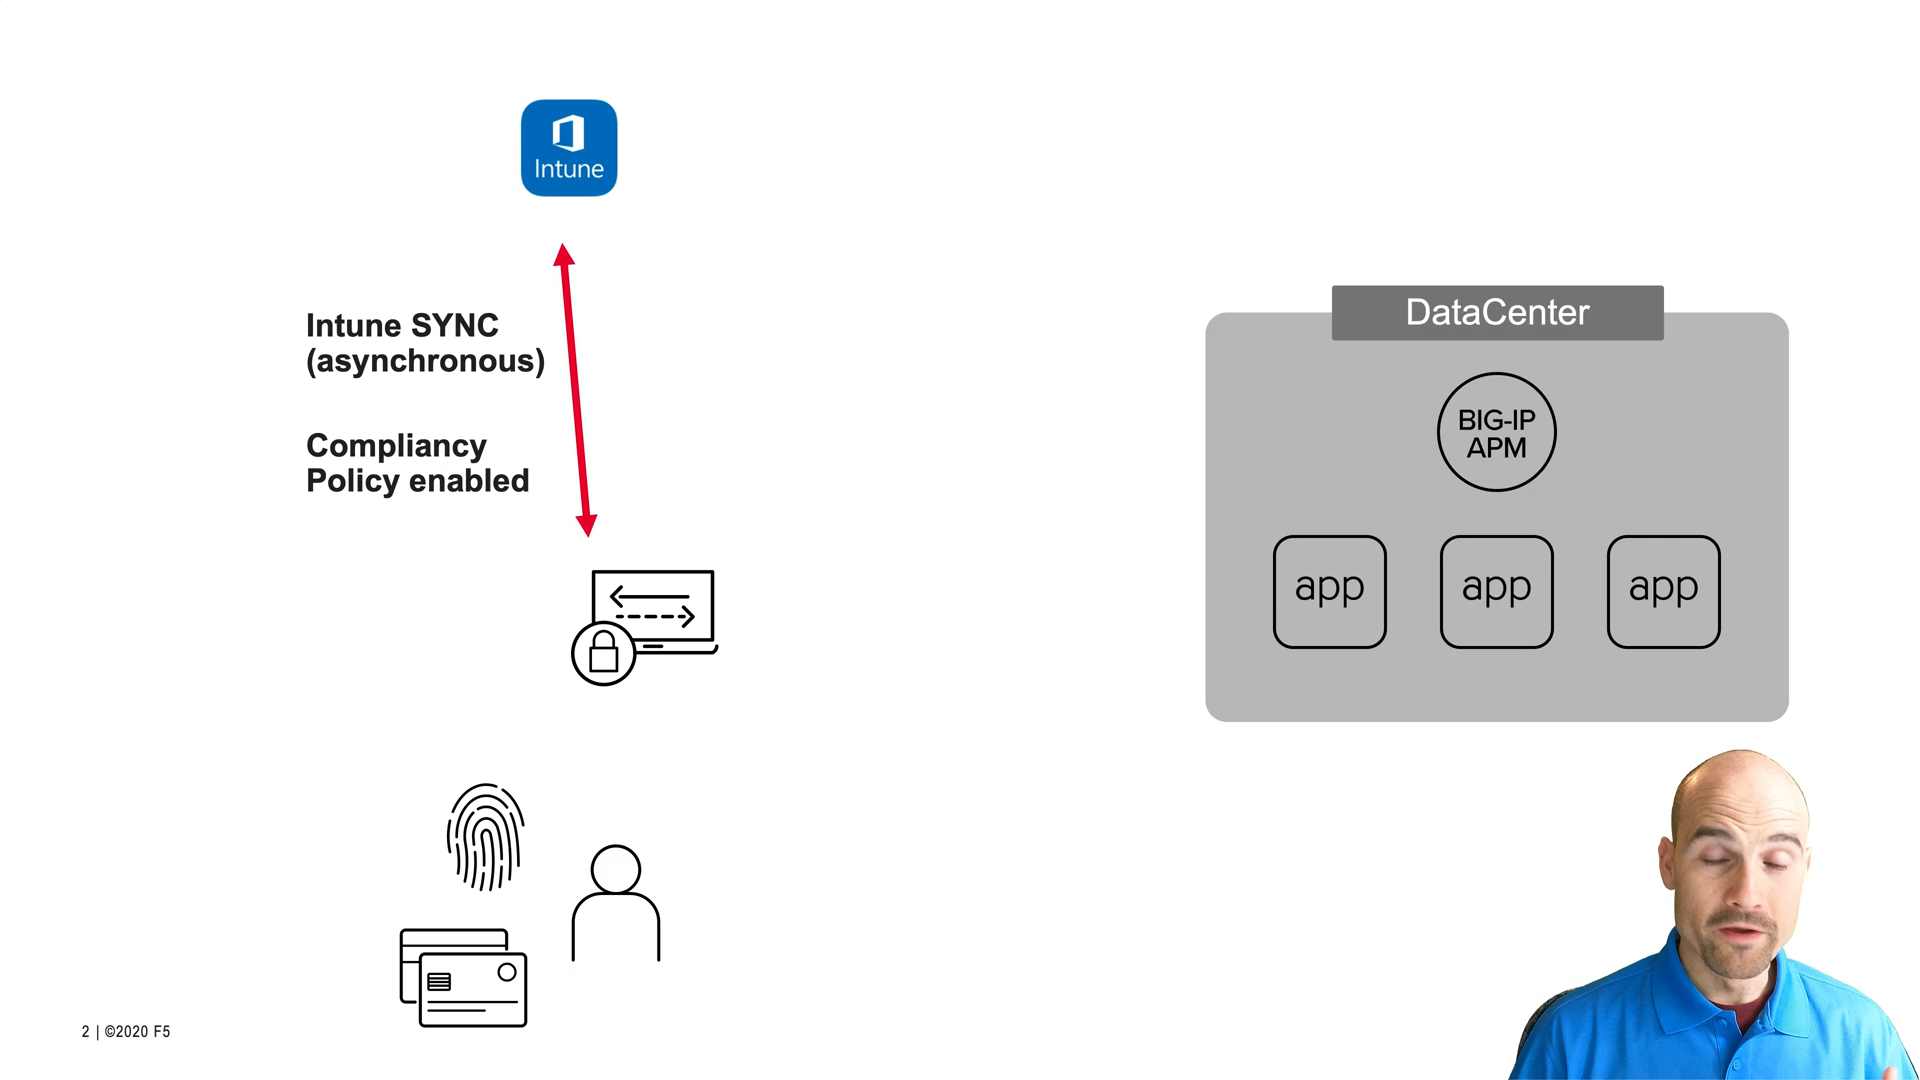 Intune
Intune SYNC
(asynchronous)
Compliancy
Policy enabled
DataCenter
BIG-IP
APM
app
app
app
2 | ©2020 F5